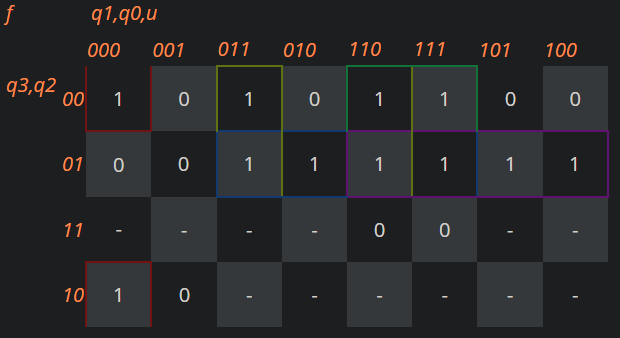 f q1,q0,u
000 001 011 010 110 111 101 100
q3,q2
00 1 0 1 0 1 1 0 0
01 0 0 1 1 1 1 1 1
11 - - - - 0 0 - -
10 1 0 - - - - - -